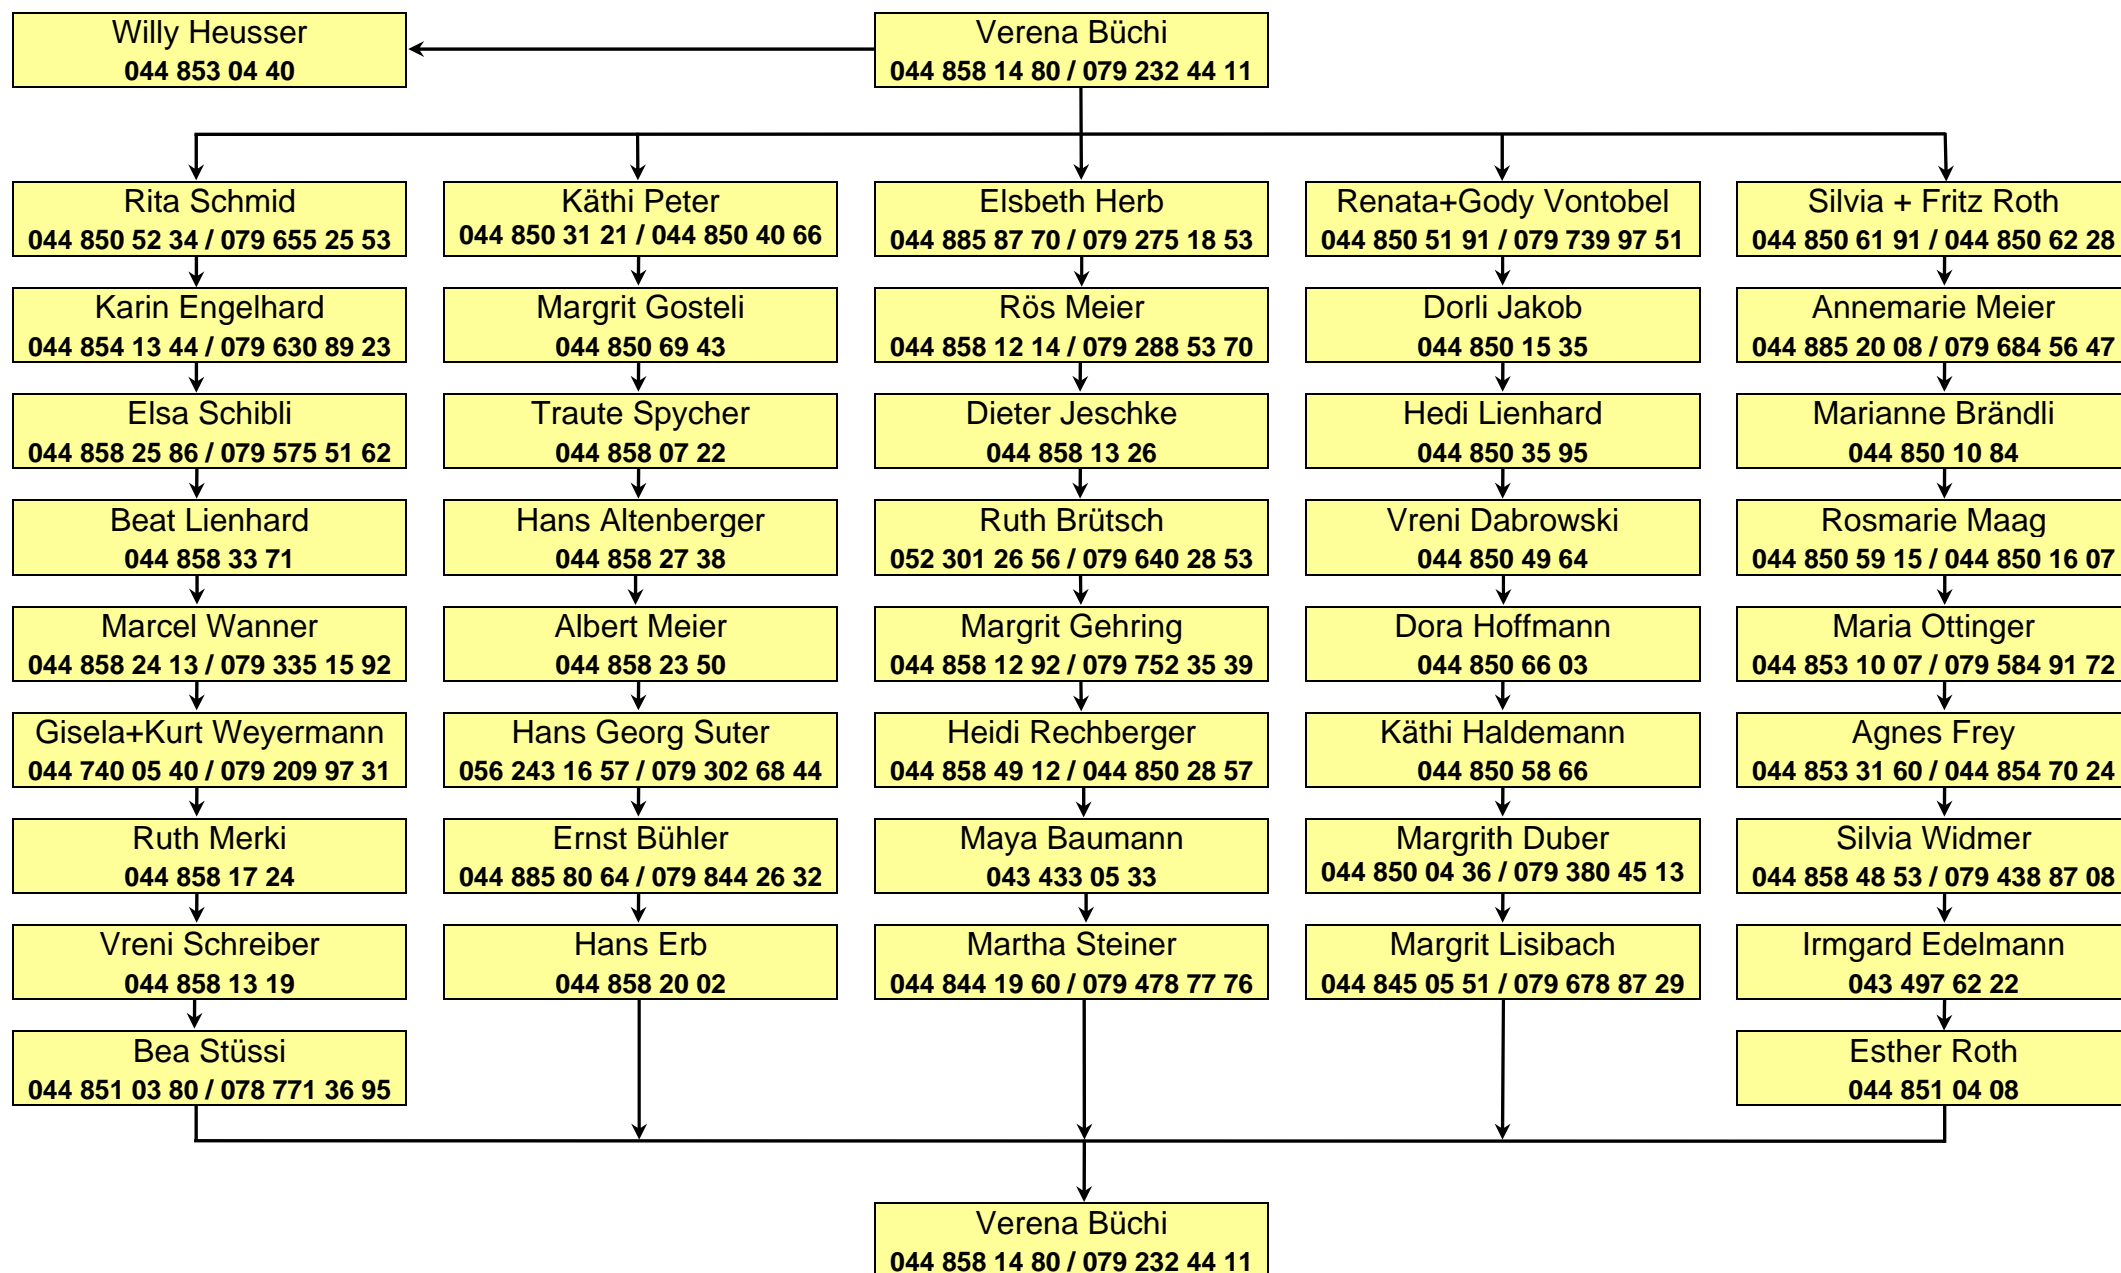 Willy Heusser
044 853 04 40
Verena Büchi
044 858 14 80 / 079 232 44 11
Rita Schmid
044 850 52 34 / 079 655 25 53
Käthi Peter
044 850 31 21 / 044 850 40 66
Elsbeth Herb
044 885 87 70 / 079 275 18 53
Renata+Gody Vontobel
044 850 51 91 / 079 739 97 51
Silvia + Fritz Roth
044 850 61 91 / 044 850 62 28
Karin Engelhard
044 854 13 44 / 079 630 89 23
Margrit Gosteli
044 850 69 43
Rös Meier
044 858 12 14 / 079 288 53 70
Dorli Jakob
044 850 15 35
Annemarie Meier
044 885 20 08 / 079 684 56 47
Elsa Schibli
044 858 25 86 / 079 575 51 62
Traute Spycher
044 858 07 22
Dieter Jeschke
044 858 13 26
Hedi Lienhard
044 850 35 95
Marianne Brändli
044 850 10 84
Beat Lienhard
044 858 33 71
Hans Altenberger
044 858 27 38
Ruth Brütsch
052 301 26 56 / 079 640 28 53
Vreni Dabrowski
044 850 49 64
Rosmarie Maag
044 850 59 15 / 044 850 16 07
Marcel Wanner
044 858 24 13 / 079 335 15 92
Albert Meier
044 858 23 50
Margrit Gehring
044 858 12 92 / 079 752 35 39
Dora Hoffmann
044 850 66 03
Maria Ottinger
044 853 10 07 / 079 584 91 72
Gisela+Kurt Weyermann
044 740 05 40 / 079 209 97 31
Hans Georg Suter
056 243 16 57 / 079 302 68 44
Heidi Rechberger
044 858 49 12 / 044 850 28 57
Käthi Haldemann
044 850 58 66
Agnes Frey
044 853 31 60 / 044 854 70 24
Ruth Merki
044 858 17 24
Ernst Bühler
044 885 80 64 / 079 844 26 32
Maya Baumann
043 433 05 33
Margrith Duber
044 850 04 36 / 079 380 45 13
Silvia Widmer
044 858 48 53 / 079 438 87 08
Vreni Schreiber
044 858 13 19
Hans Erb
044 858 20 02
Martha Steiner
044 844 19 60 / 079 478 77 76
Margrit Lisibach
044 845 05 51 / 079 678 87 29
Irmgard Edelmann
043 497 62 22
Bea Stüssi
044 851 03 80 / 078 771 36 95
Esther Roth
044 851 04 08
Verena Büchi
044 858 14 80 / 079 232 44 11